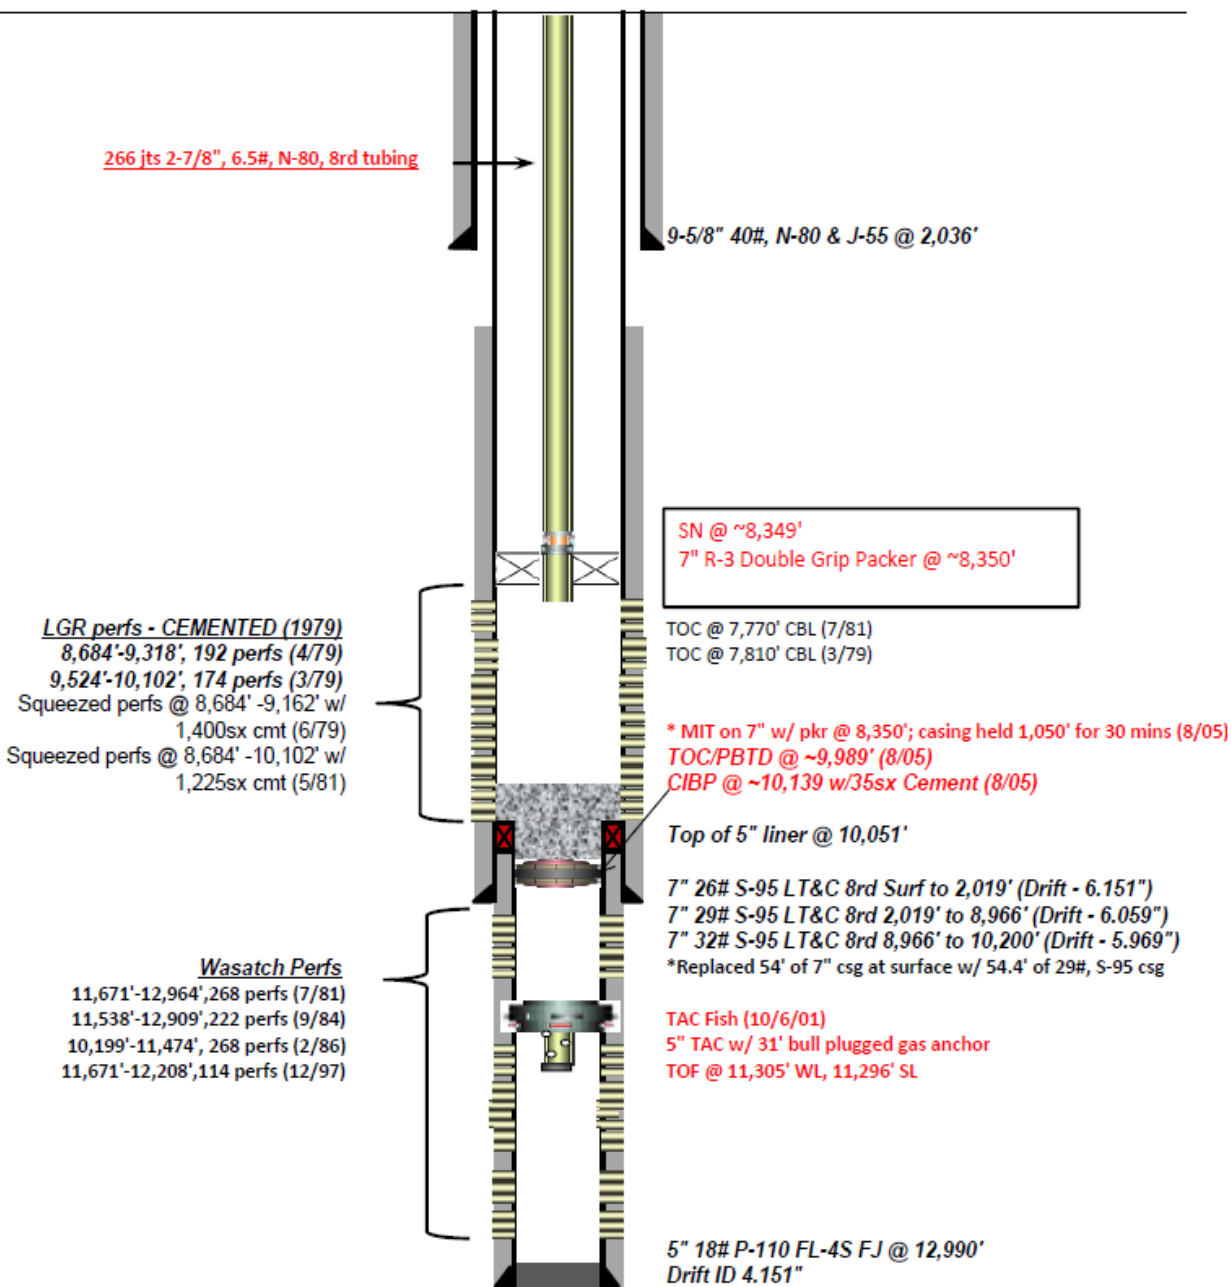 266 jts 2-7/8", 6.5#, N-80, 8rd tubing
9-5/8" 40#, N-80 & J-55 @ 2,036'
SN @ ~8,349'
7" R-3 Double Grip Packer @ ~8,350'
LGR perfs - CEMENTED (1979)
8,684'-9,318', 192 perfs (4/79)
9,524'-10,102', 174 perfs (3/79)
Squeezed perfs @ 8,684' -9,162' w/
1,400sx cmt (6/79)
Squeezed perfs @ 8,684' -10,102' w/
1,225sx cmt (5/81)
TOC @ 7,770' CBL (7/81)
TOC @ 7,810' CBL (3/79)
* MIT on 7" w/ pkr @ 8,350'; casing held 1,050' for 30 mins (8/05)
TOC/PBTD @ ~9,989' (8/05)
CIBP @ ~10,139 w/35sx Cement (8/05)
Top of 5" liner @ 10,051'
7" 26# S-95 LT&C 8rd Surf to 2,019' (Drift - 6.151")
7" 29# S-95 LT&C 8rd 2,019' to 8,966' (Drift - 6.059")
7" 32# S-95 LT&C 8rd 8,966' to 10,200' (Drift - 5.969")
*Replaced 54' of 7" csg at surface w/ 54.4' of 29#, S-95 csg
Wasatch Perfs
11,671'-12,964',268 perfs (7/81)
11,538'-12,909',222 perfs (9/84)
10,199'-11,474', 268 perfs (2/86)
11,671'-12,208',114 perfs (12/97)
TAC Fish (10/6/01)
5" TAC w/ 31' bull plugged gas anchor
TOF @ 11,305' WL, 11,296' SL
5" 18# P-110 FL-4S FJ @ 12,990'
Drift ID 4.151"